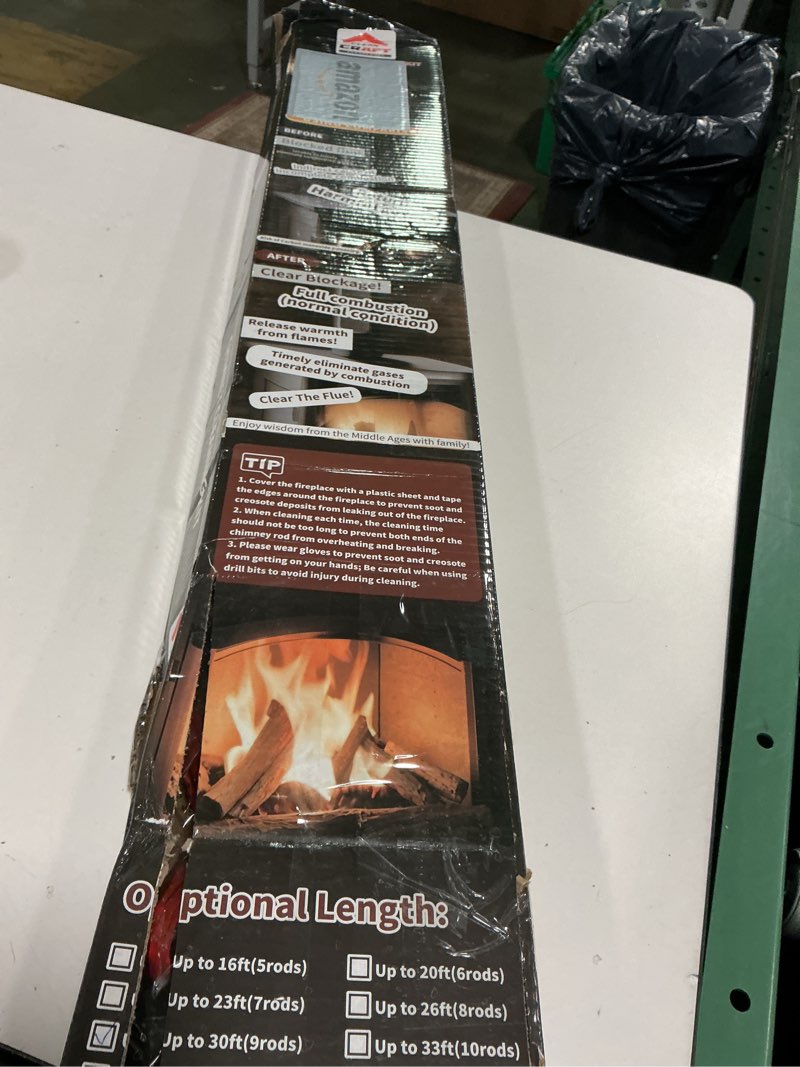 CRAFT
amazon
BEFORE
Blocked flue
Harmful
AFTER
Clear Blockage!
Full combustion
(normal condition)
Release warmth
from flames!
Timely eliminate gases
generated by combustion
Clear The Flue!
Enjoy wisdom from the Middle Ages with family!
TIP
1. Cover the fireplace with a plastic sheet and tape
the edges around the fireplace to prevent soot and
creosote deposits from leaking out of the fireplace.
2. When cleaning each time, the cleaning time
should not be too long to prevent both ends of the
chimney rod from overheating and breaking.
3. Please wear gloves to prevent soot and creosote
from getting on your hands; Be careful when using
drill bits to avoid injury during cleaning.
Optional Length:
Up to 16ft(5rods)
Up to 20ft(6rods)
Up to 23ft(7rods)
Up to 26ft(8rods)
Up to 30ft(9rods)
Up to 33ft(10rods)